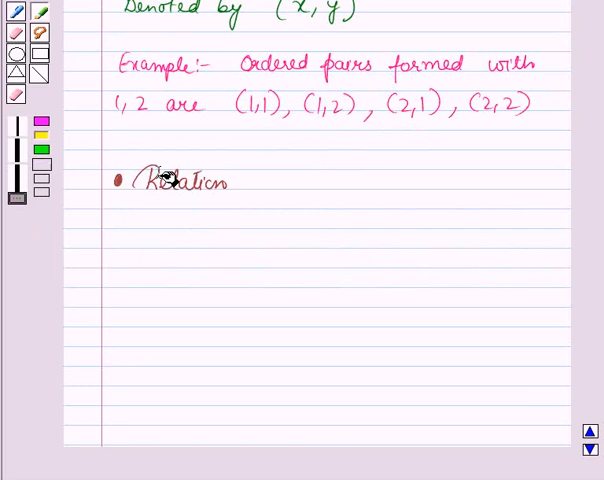 Denoted by (x, y)
Example:- Ordered pairs formed with
1, 2 are (1,1), (1,2), (2,1), (2,2)
• Relation